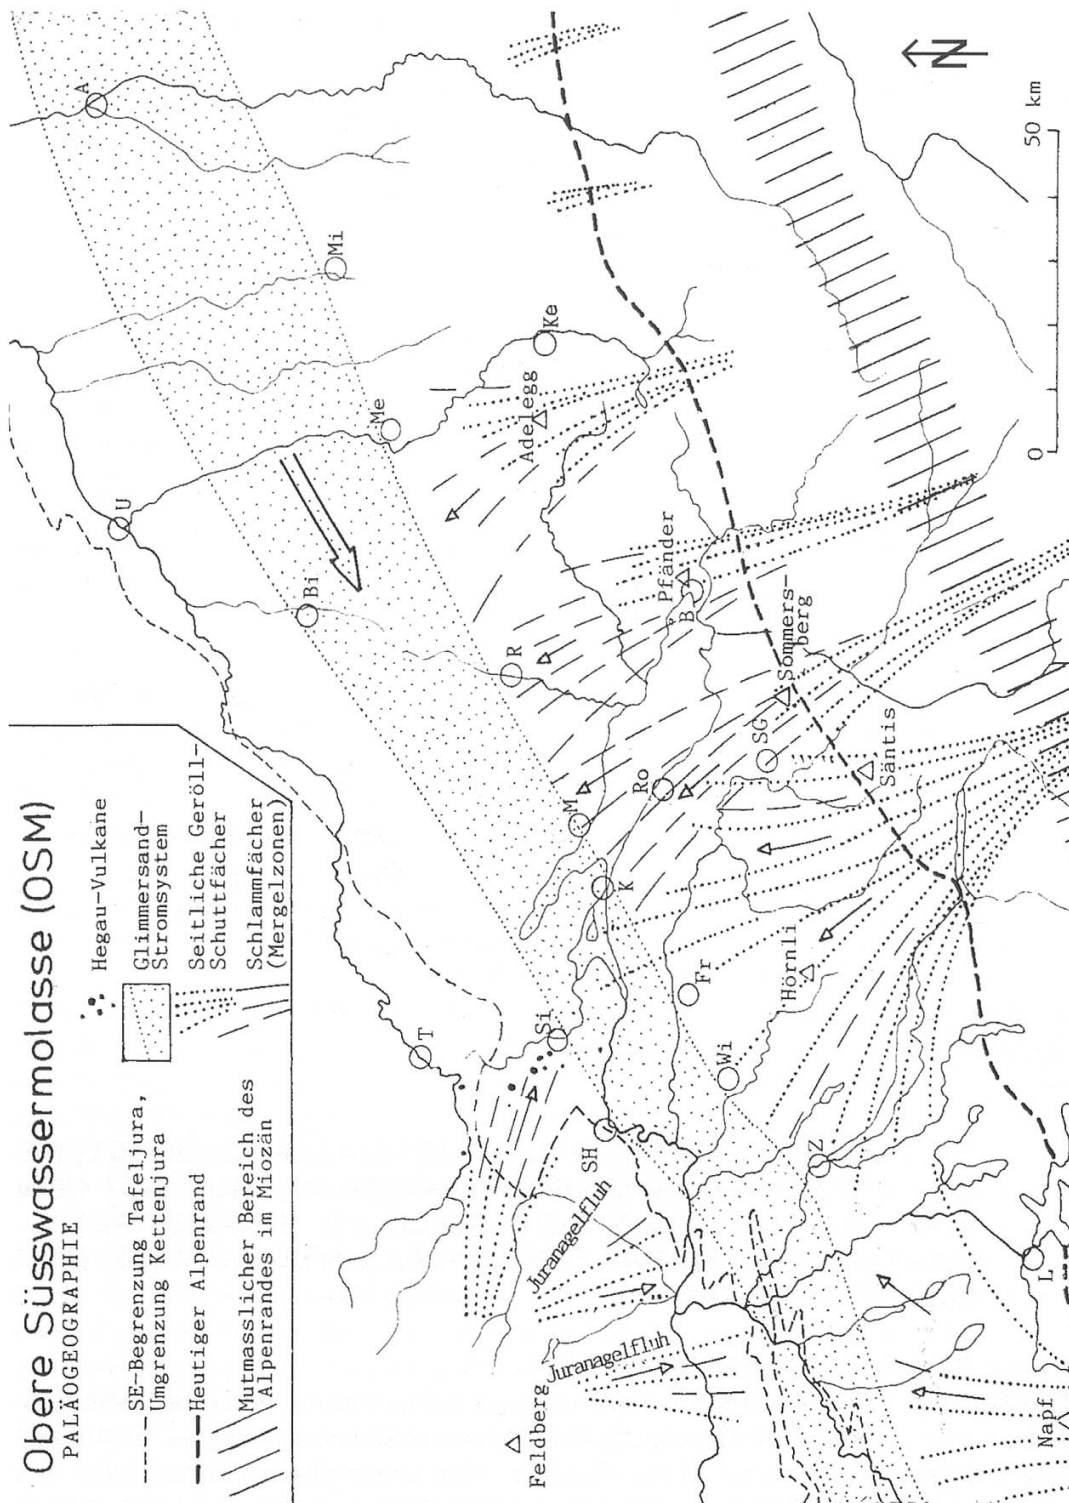 Obere Süsswassermolasse (OSM)
PALÄOGEOGRAPHIE
SE-Begrenzung Tafeljura,
Umgrenzung Kettenjura
Heutiger Alpenrand
Mutmasslicher Bereich des
Alpenrandes im Miozän
Hegau-Vulkane
Glimmersand-
Stromsystem
Seitliche Geröll-
Schuttfächer
Schlammfächer
(Mergelzonen)
A
U
Mi
Me
Bi
Ke
Adelegg
T
R
M
Si
K
Ro
B
Pfänder
SH
Fr
SG
Sommers-
berg
Wi
Hörnli
Säntis
Z
Juranagelfluh
Juranagelfluh
Feldberg
L
Napf
N
0
50 km